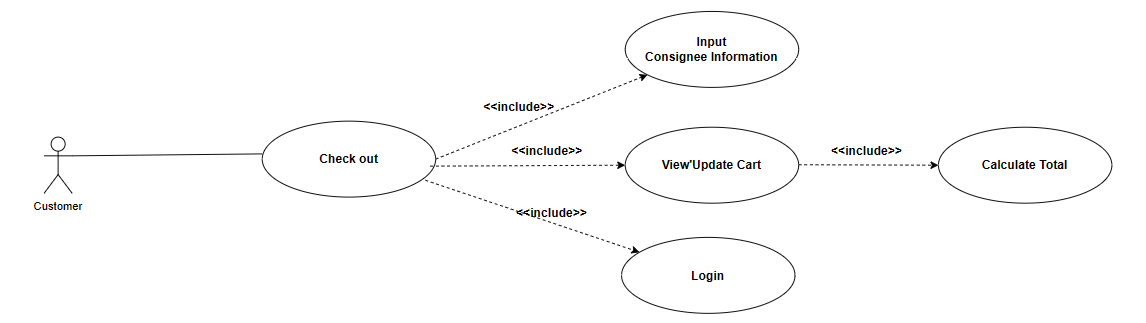 Input
Consignee Information
<<include>>
Check out
<<include>>
View'Update Cart
<<include>>
Calculate Total
Customer
<<include>>
Login